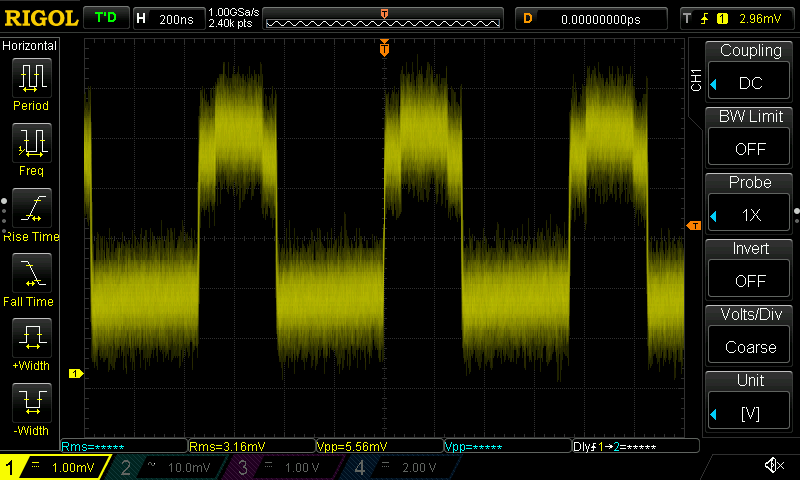 RIGOL T'D H 200ns 1.00GSa/s 2.40k pts T D 0.00000000ps T 1 2.96mV
Horizontal
Period
Freq
Rise Time
Fall Time
+Width
-Width
T
T
1
CH1
Coupling
DC
BW Limit
OFF
Probe
1X
Invert
OFF
Volts/Div
Coarse
Unit
[V]
Rms=***** Rms=3.16mV Vpp=5.56mV Vpp=***** Dly⨍1→2=*****
1 = 1.00mV 2 ~ 10.0mV 3 = 1.00 V 4 = 2.00 V